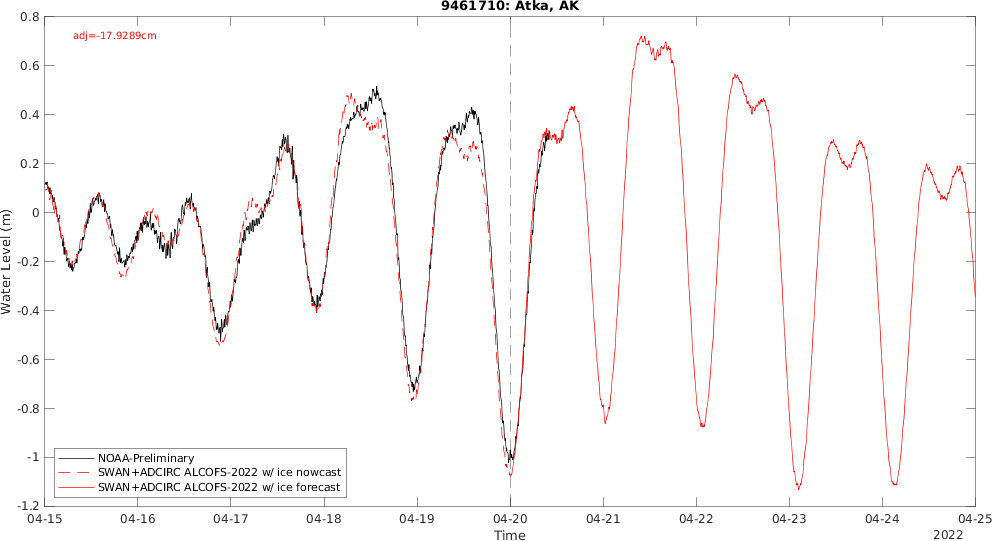 9461710: Atka, AK
adj=-17.9289cm
0.8
0.6
0.4
0.2
0
-0.2
-0.4
-0.6
-0.8
-1
-1.2
Water Level (m)
NOAA-Preliminary
SWAN+ADCIRC ALCOFS-2022 w/ ice nowcast
SWAN+ADCIRC ALCOFS-2022 w/ ice forecast
04-15 04-16 04-17 04-18 04-19 04-20 04-21 04-22 04-23 04-24 04-25
Time
2022